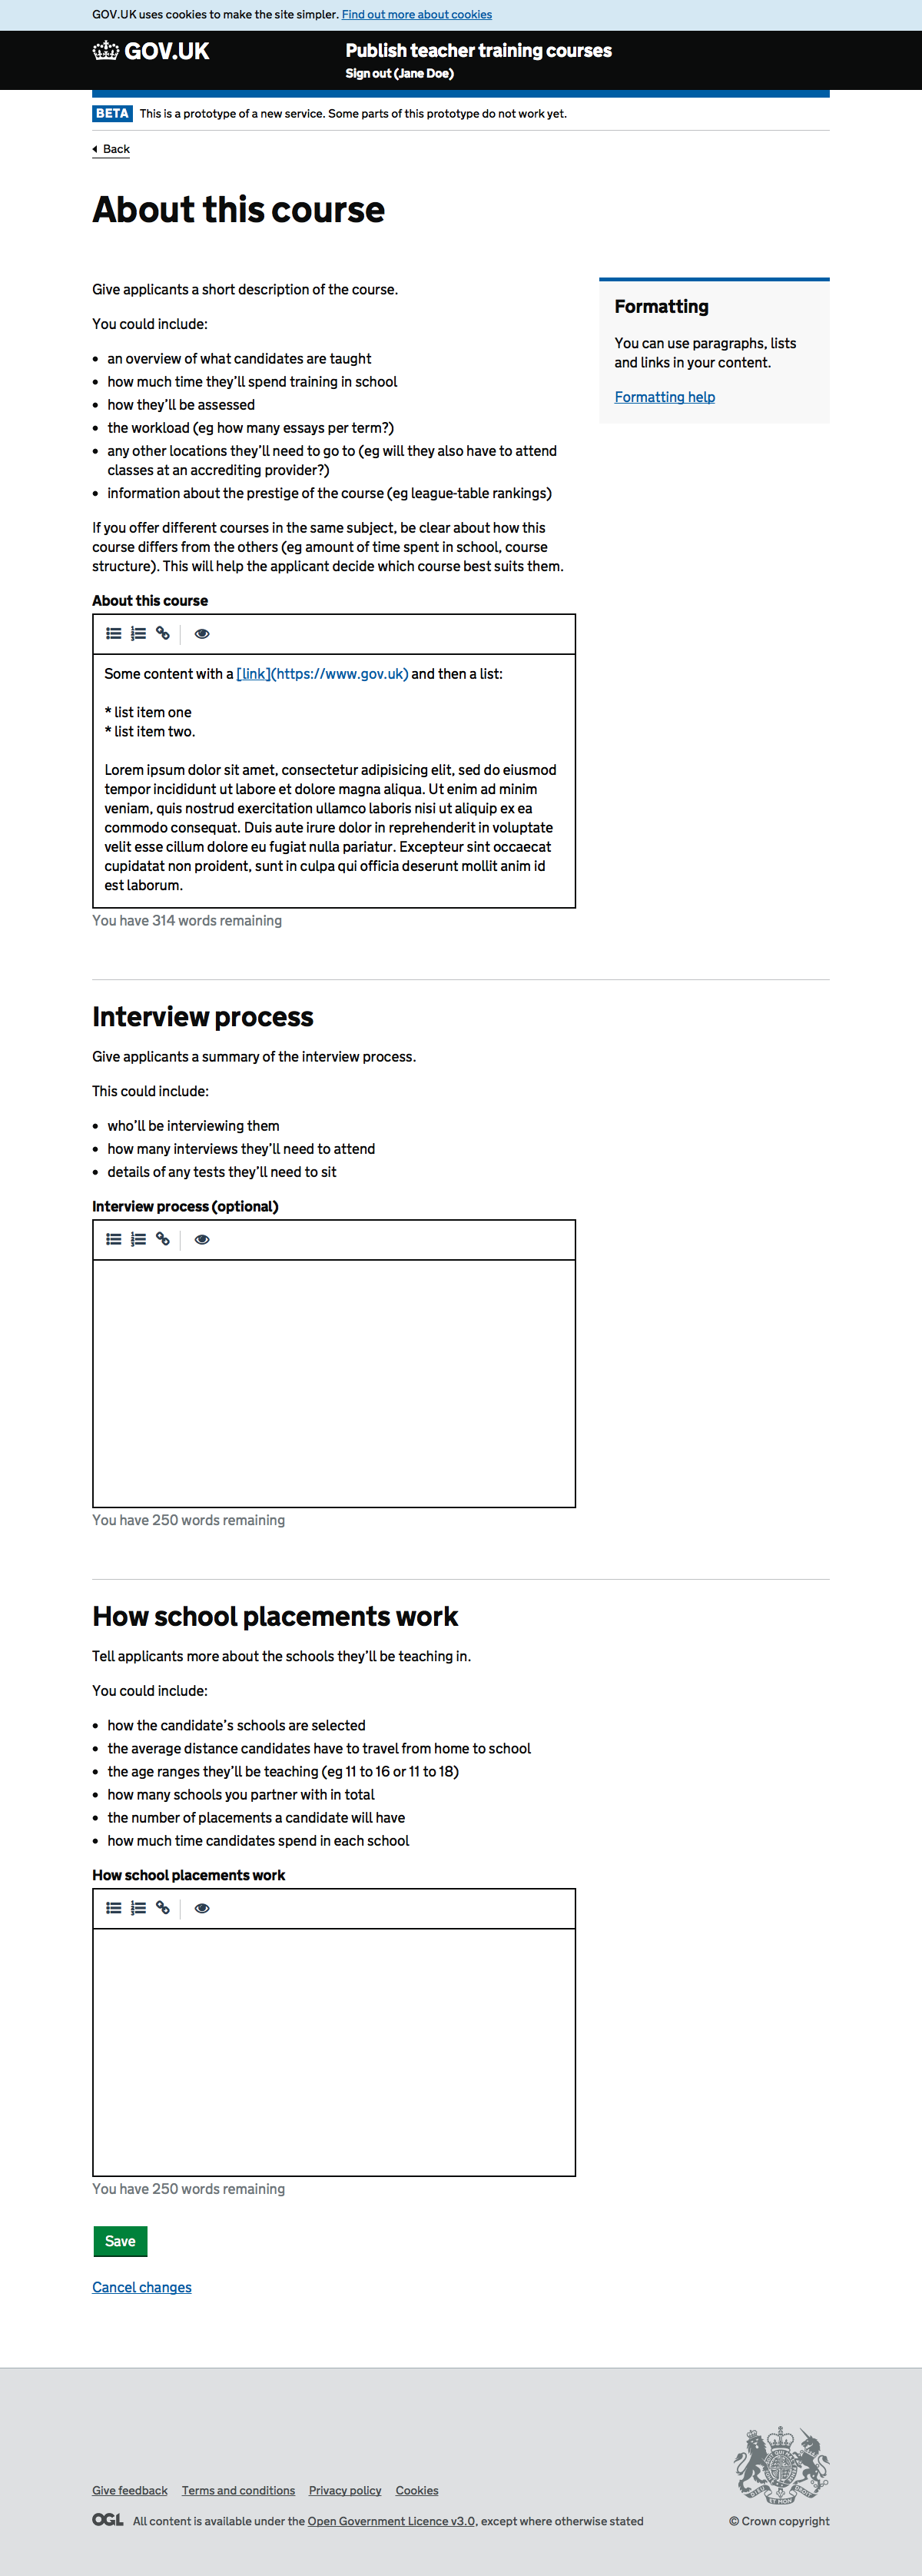 GOV.UK uses cookies to make the site simpler. Find out more about cookies
GOV.UK
Publish teacher training courses
Sign out (Jane Doe)
BETA This is a prototype of a new service. Some parts of this prototype do not work yet.
Back
About this course
Give applicants a short description of the course.
You could include:
• an overview of what candidates are taught
• how much time they’ll spend training in school
• how they’ll be assessed
• the workload (eg how many essays per term?)
• any other locations they’ll need to go to (eg will they also have to attend
classes at an accrediting provider?)
• information about the prestige of the course (eg league-table rankings)
If you offer different courses in the same subject, be clear about how this
course differs from the others (eg amount of time spent in school, course
structure). This will help the applicant decide which course best suits them.
Formatting
You can use paragraphs, lists
and links in your content.
Formatting help
About this course
Some content with a [link](https://www.gov.uk) and then a list:
* list item one
* list item two.
Lorem ipsum dolor sit amet, consectetur adipisicing elit, sed do eiusmod
tempor incididunt ut labore et dolore magna aliqua. Ut enim ad minim
veniam, quis nostrud exercitation ullamco laboris nisi ut aliquip ex ea
commodo consequat. Duis aute irure dolor in reprehenderit in voluptate
velit esse cillum dolore eu fugiat nulla pariatur. Excepteur sint occaecat
cupidatat non proident, sunt in culpa qui officia deserunt mollit anim id
est laborum.
You have 314 words remaining
Interview process
Give applicants a summary of the interview process.
This could include:
• who’ll be interviewing them
• how many interviews they’ll need to attend
• details of any tests they’ll need to sit
Interview process (optional)
You have 250 words remaining
How school placements work
Tell applicants more about the schools they’ll be teaching in.
You could include:
• how the candidate’s schools are selected
• the average distance candidates have to travel from home to school
• the age ranges they’ll be teaching (eg 11 to 16 or 11 to 18)
• how many schools you partner with in total
• the number of placements a candidate will have
• how much time candidates spend in each school
How school placements work
You have 250 words remaining
Save
Cancel changes
Give feedback Terms and conditions Privacy policy Cookies
OGL All content is available under the Open Government Licence v3.0, except where otherwise stated
© Crown copyright